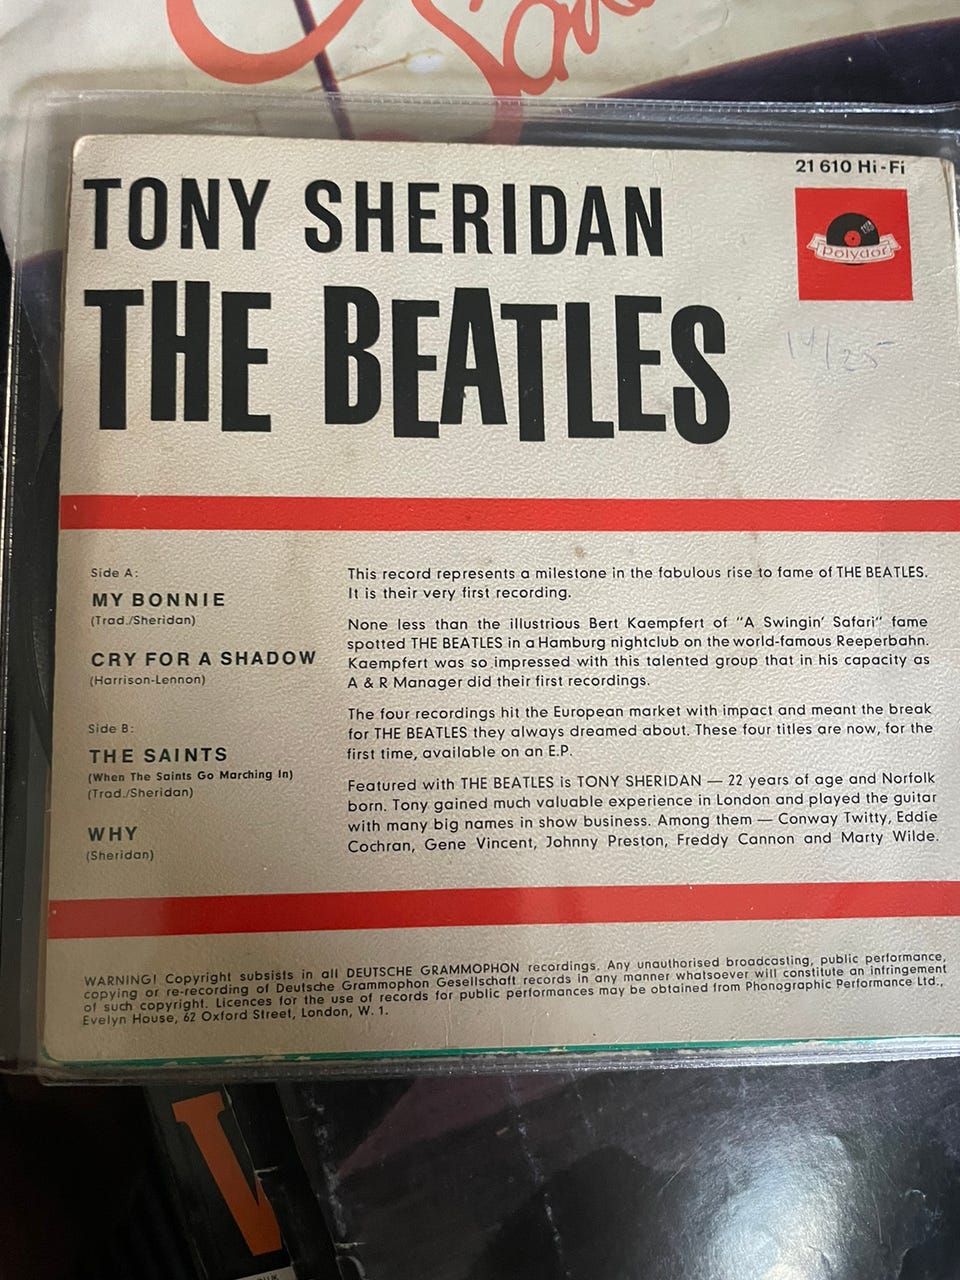 21 610 Hi-Fi
TONY SHERIDAN
THE BEATLES
Polydor
14/25
Side A:
MY BONNIE
(Trad./Sheridan)
CRY FOR A SHADOW
(Harrison-Lennon)
Side B:
THE SAINTS
(When The Saints Go Marching In)
(Trad./Sheridan)
WHY
(Sheridan)
This record represents a milestone in the fabulous rise to fame of THE BEATLES.
It is their very first recording.
None less than the illustrious Bert Kaempfert of "A Swingin' Safari" fame
spotted THE BEATLES in a Hamburg nightclub on the world-famous Reeperbahn.
Kaempfert was so impressed with this talented group that in his capacity as
A & R Manager did their first recordings.
The four recordings hit the European market with impact and meant the break
for THE BEATLES they always dreamed about. These four titles are now, for the
first time, available on an E.P.
Featured with THE BEATLES is TONY SHERIDAN — 22 years of age and Norfolk
born. Tony gained much valuable experience in London and played the guitar
with many big names in show business. Among them — Conway Twitty, Eddie
Cochran, Gene Vincent, Johnny Preston, Freddy Cannon and Marty Wilde.
WARNING! Copyright subsists in all DEUTSCHE GRAMMOPHON recordings. Any unauthorised broadcasting, public performance,
copying or re-recording of Deutsche Grammophon Gesellschaft records in any manner whatsoever will constitute an infringement
of such copyright. Licences for the use of records for public performances may be obtained from Phonographic Performance Ltd.,
Evelyn House, 62 Oxford Street, London, W. 1.